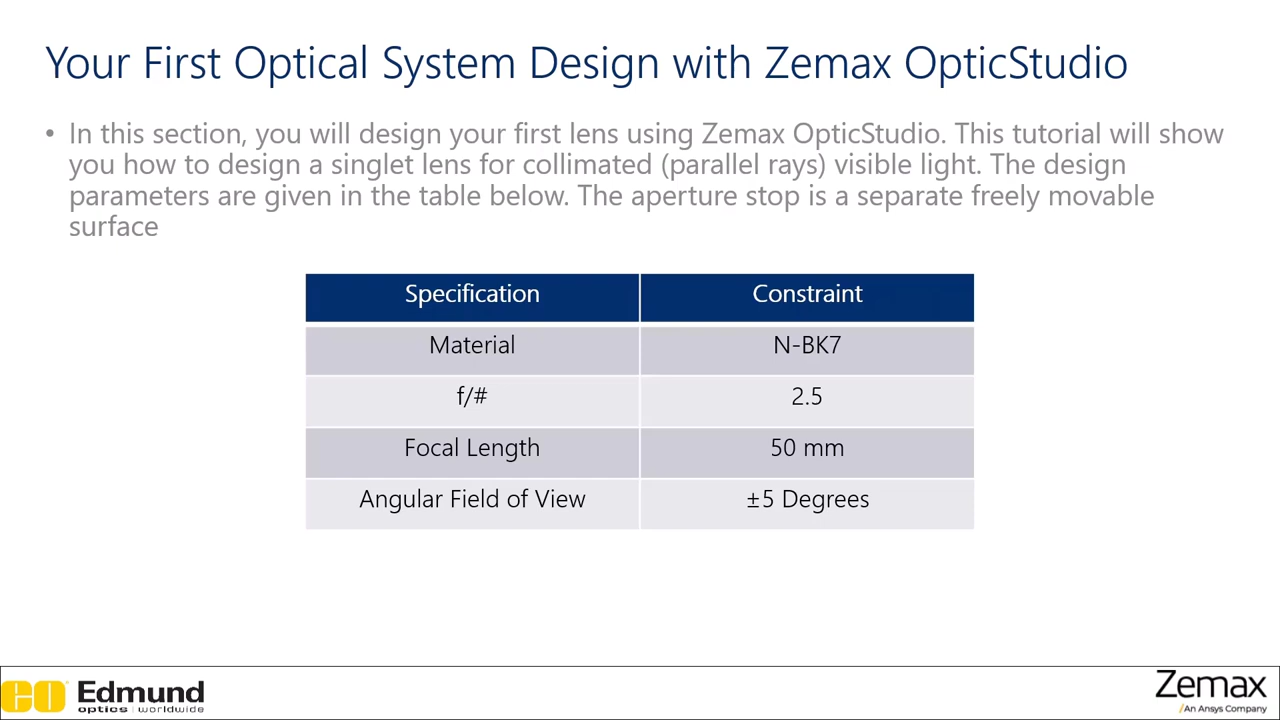 Your First Optical System Design with Zemax OpticStudio
• In this section, you will design your first lens using Zemax OpticStudio. This tutorial will show
you how to design a singlet lens for collimated (parallel rays) visible light. The design
parameters are given in the table below. The aperture stop is a separate freely movable
surface
Specification Constraint
Material N-BK7
f/# 2.5
Focal Length 50 mm
Angular Field of View ±5 Degrees
eo Edmund
optics | worldwide
Zemax
An Ansys Company